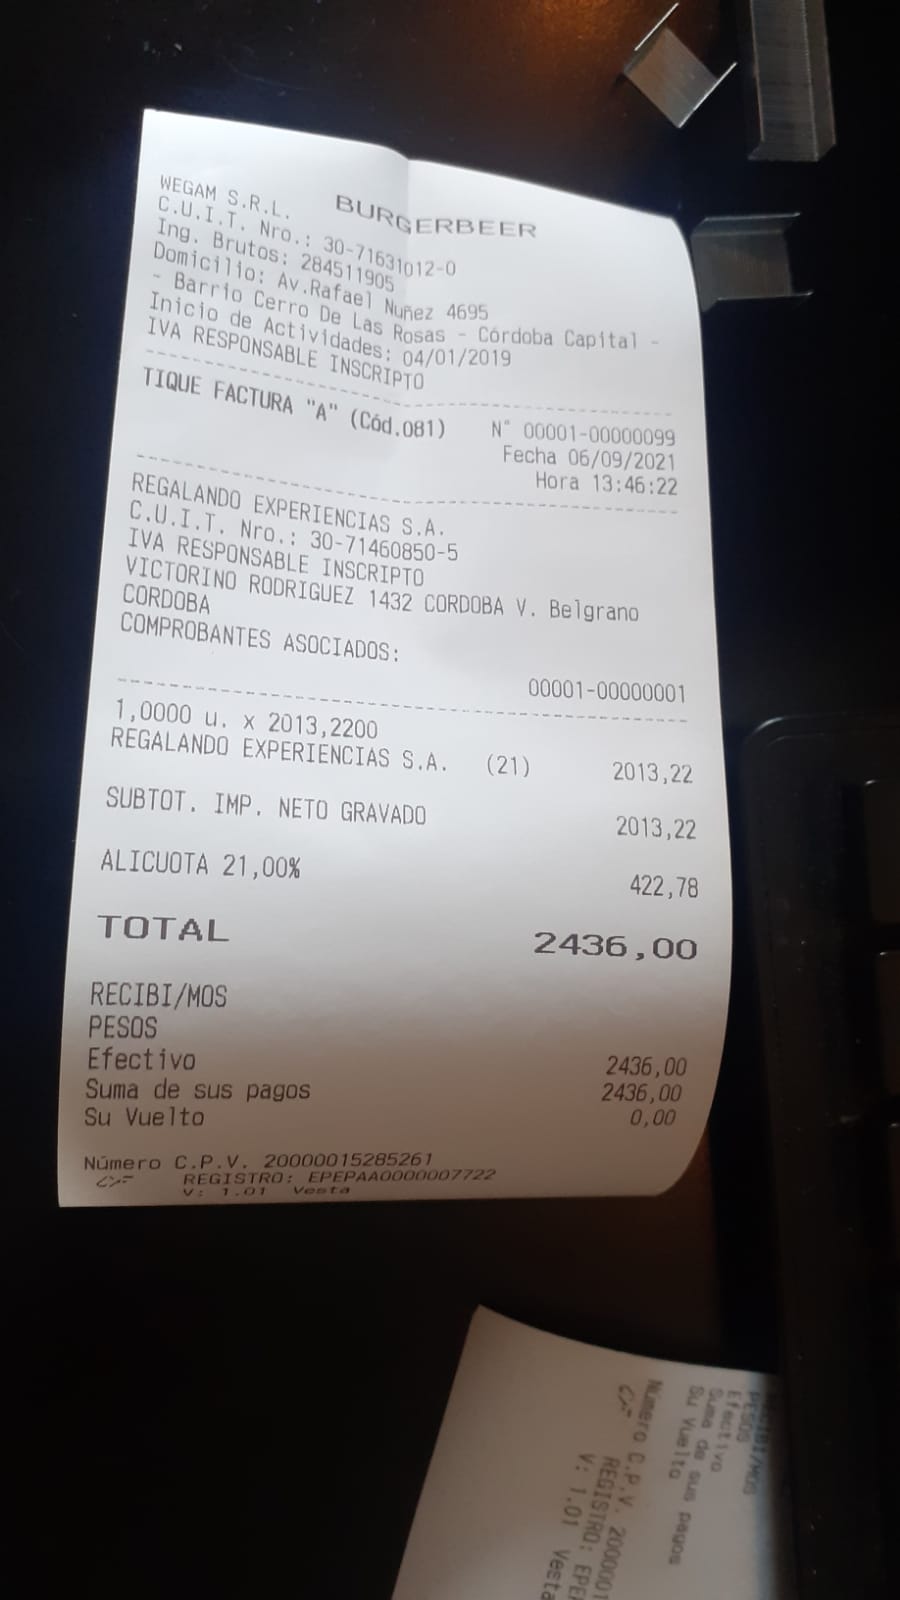 BURGERBEER
WEGAM S.R.L.
C.U.I.T. Nro.: 30-71631012-0
Ing. Brutos: 284511905
Domicilio: Av.Rafael Nuñez 4695
- Barrio Cerro De Las Rosas - Córdoba Capital -
Inicio de Actividades: 04/01/2019
IVA RESPONSABLE INSCRIPTO
TIQUE FACTURA "A" (Cód.081) N° 00001-00000099
Fecha 06/09/2021
Hora 13:46:22
REGALANDO EXPERIENCIAS S.A.
C.U.I.T. Nro.: 30-71460850-5
IVA RESPONSABLE INSCRIPTO
VICTORINO RODRIGUEZ 1432 CORDOBA V. Belgrano
CORDOBA
COMPROBANTES ASOCIADOS:
00001-00000001
1,0000 u. x 2013,2200
REGALANDO EXPERIENCIAS S.A. (21) 2013,22
SUBTOT. IMP. NETO GRAVADO 2013,22
ALICUOTA 21,00% 422,78
TOTAL 2436,00
RECIBI/MOS
PESOS
Efectivo 2436,00
Suma de sus pagos 2436,00
Su Vuelto 0,00
Número C.P.V. 20000015285261
REGISTRO: EPEPAA0000007722
V: 1.01 Vesta
PESOS
Efectivo
Suma de sus pagos
Su Vuelto
Número C.P.V. 2000001
REGISTRO: EPE
V: 1.01 Vesta